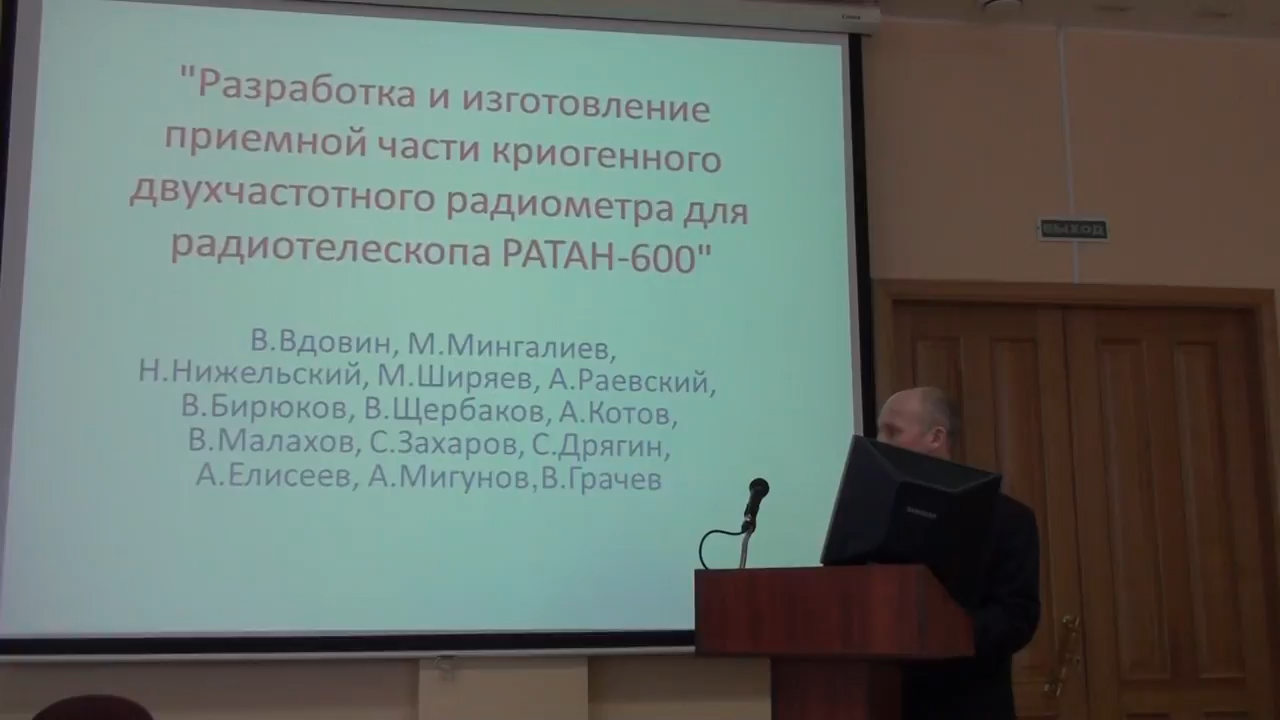 "Разработка и изготовление
приемной части криогенного
двухчастотного радиометра для
радиотелескопа РАТАН-600"
В.Вдовин, М.Мингалиев,
Н.Нижельский, М.Ширяев, А.Раевский,
В.Бирюков, В.Щербаков, А.Котов,
В.Малахов, С.Захаров, С.Дрягин,
А.Елисеев, А.Мигунов,В.Грачев
ВЫХОД
SAMSUNG